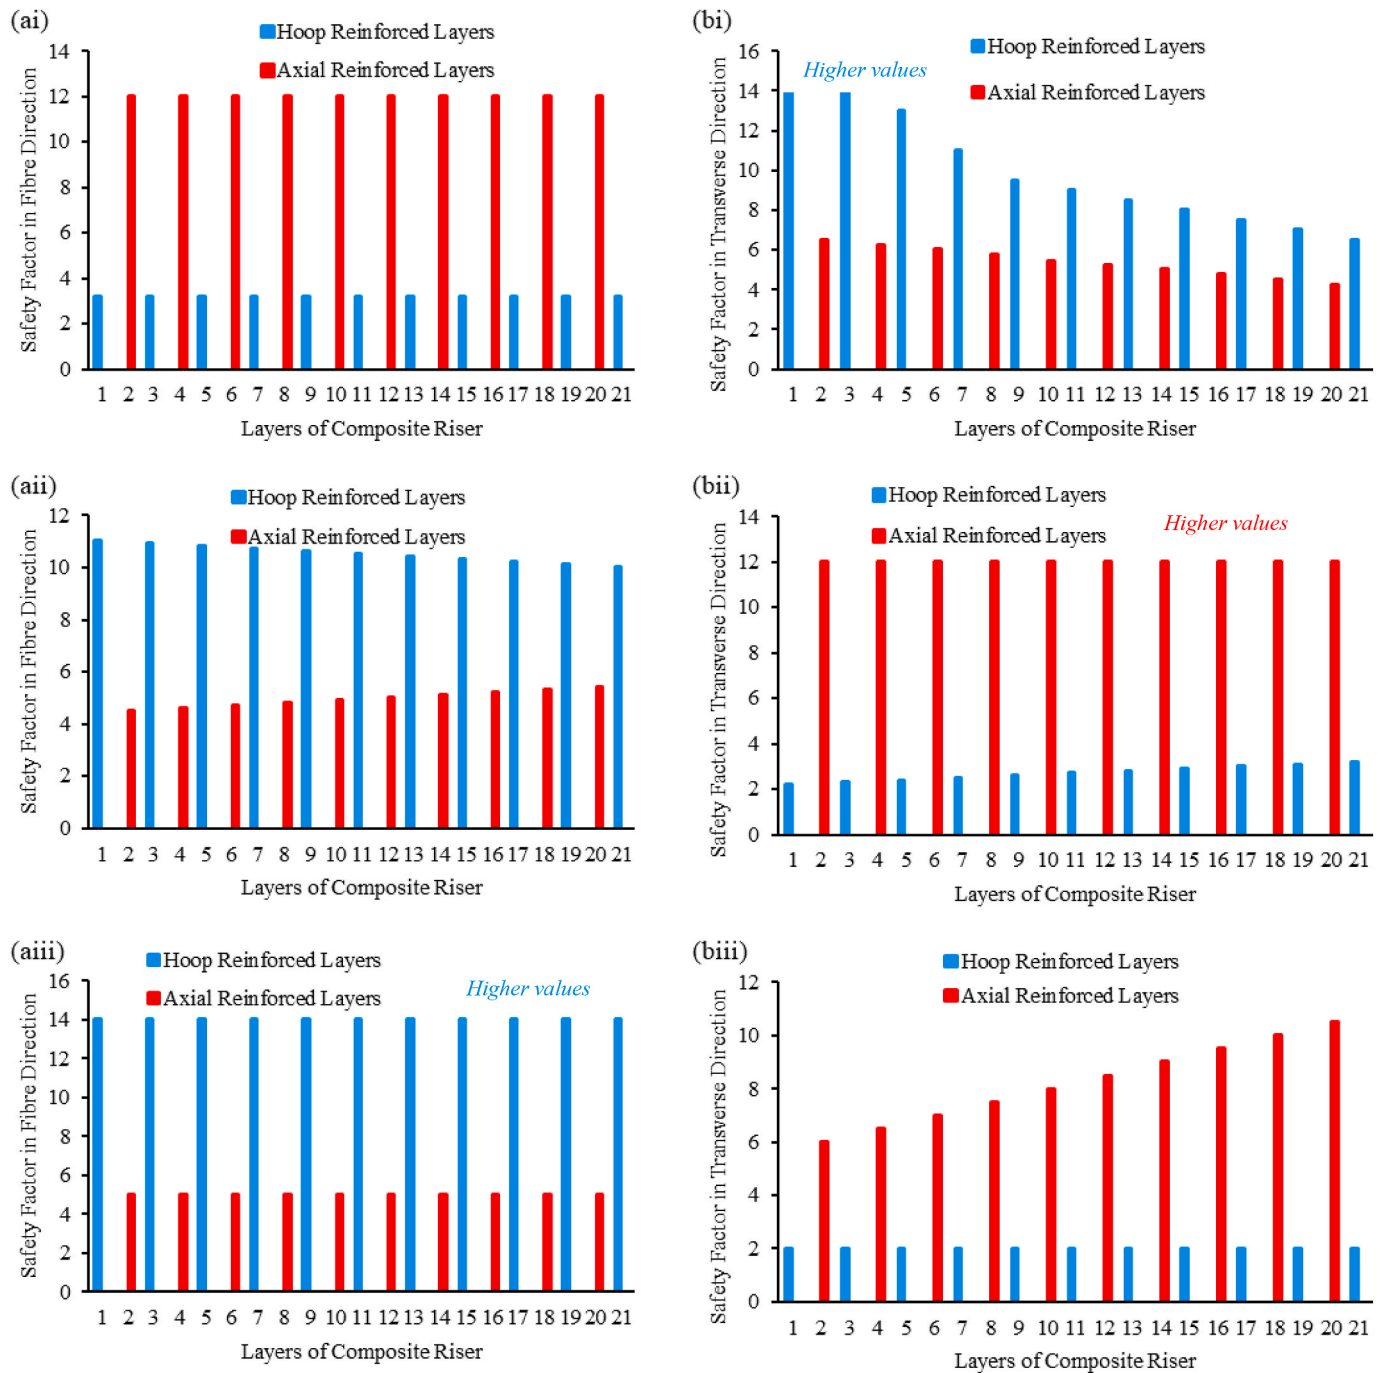 (ai)
Hoop Reinforced Layers
Axial Reinforced Layers
Safety Factor in Fibre Direction
14
12
10
8
6
4
2
0
1 2 3 4 5 6 7 8 9 10 11 12 13 14 15 16 17 18 19 20 21
Layers of Composite Riser
(bi)
Hoop Reinforced Layers
Higher values
Axial Reinforced Layers
Safety Factor in Transverse Direction
16
14
12
10
8
6
4
2
0
1 2 3 4 5 6 7 8 9 10 11 12 13 14 15 16 17 18 19 20 21
Layers of Composite Riser
(aii)
Hoop Reinforced Layers
Axial Reinforced Layers
Safety Factor in Fibre Direction
12
10
8
6
4
2
0
1 2 3 4 5 6 7 8 9 10 11 12 13 14 15 16 17 18 19 20 21
Layers of Composite Riser
(bii)
Hoop Reinforced Layers
Higher values
Axial Reinforced Layers
Safety Factor in Transverse Direction
14
12
10
8
6
4
2
0
1 2 3 4 5 6 7 8 9 10 11 12 13 14 15 16 17 18 19 20 21
Layers of Composite Riser
(aiii)
Hoop Reinforced Layers
Higher values
Axial Reinforced Layers
Safety Factor in Fibre Direction
16
14
12
10
8
6
4
2
0
1 2 3 4 5 6 7 8 9 10 11 12 13 14 15 16 17 18 19 20 21
Layers of Composite Riser
(biii)
Hoop Reinforced Layers
Axial Reinforced Layers
Safety Factor in Transverse Direction
12
10
8
6
4
2
0
1 2 3 4 5 6 7 8 9 10 11 12 13 14 15 16 17 18 19 20 21
Layers of Composite Riser